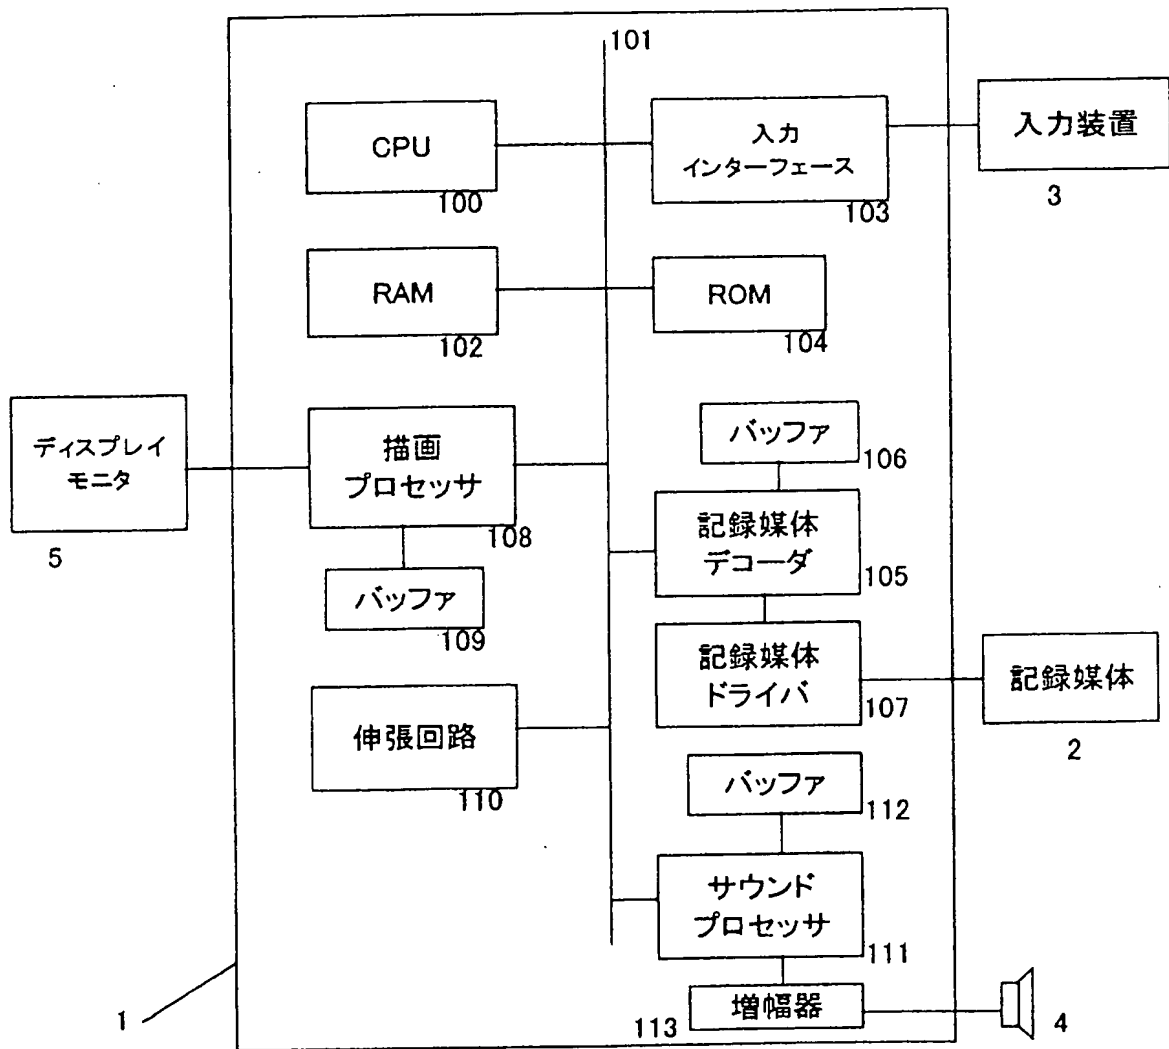 101
CPU
100
入力
インターフェース
103
入力装置
3
RAM
102
ROM
104
ディスプレイ
モニタ
5
描画
プロセッサ
108
バッファ
109
バッファ
106
記録媒体
デコーダ
105
記録媒体
ドライバ
107
記録媒体
2
伸張回路
110
バッファ
112
サウンド
プロセッサ
111
増幅器
113
4
1